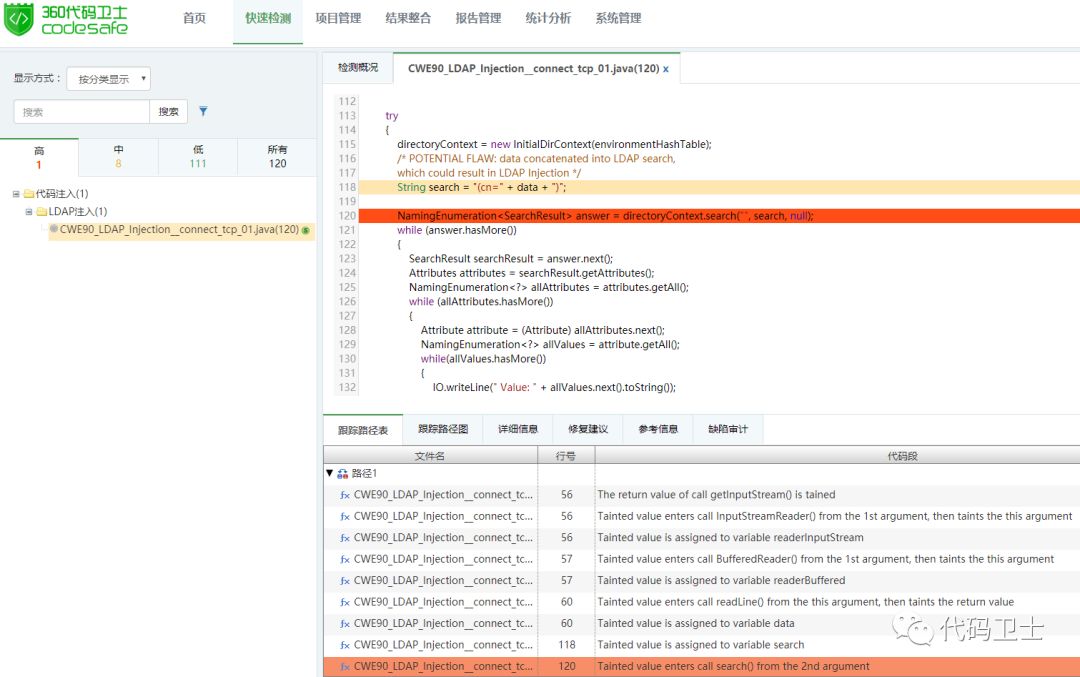 360代码卫士
codesafe
首页 快速检测 项目管理 结果整合 报告管理 统计分析 系统管理
显示方式： 按分类显示
搜索 搜索
高 中 低 所有
1 8 111 120
代码注入(1)
LDAP注入(1)
CWE90_LDAP_Injection__connect_tcp_01.java(120)
检测概况 CWE90_LDAP_Injection__connect_tcp_01.java(120) x
112
113 try
114 {
115 directoryContext = new InitialDirContext(environmentHashTable);
116 /* POTENTIAL FLAW: data concatenated into LDAP search,
117 which could result in LDAP Injection */
118 String search = "(cn=" + data + ")";
119
120 NamingEnumeration<SearchResult> answer = directoryContext.search("", search, null);
121 while (answer.hasMore())
122 {
123 SearchResult searchResult = answer.next();
124 Attributes attributes = searchResult.getAttributes();
125 NamingEnumeration<?> allAttributes = attributes.getAll();
126 while (allAttributes.hasMore())
127 {
128 Attribute attribute = (Attribute) allAttributes.next();
129 NamingEnumeration<?> allValues = attribute.getAll();
130 while(allValues.hasMore())
131 {
132 IO.writeLine(" Value: " + allValues.next().toString());
跟踪路径表 跟踪路径图 详细信息 修复建议 参考信息 缺陷审计
文件名 行号 代码段
路径1
fx CWE90_LDAP_Injection__connect_tc... 56 The return value of call getInputStream() is tained
fx CWE90_LDAP_Injection__connect_tc... 56 Tainted value enters call InputStreamReader() from the 1st argument, then taints the this argument
fx CWE90_LDAP_Injection__connect_tc... 56 Tainted value is assigned to variable readerInputStream
fx CWE90_LDAP_Injection__connect_tc... 57 Tainted value enters call BufferedReader() from the 1st argument, then taints the this argument
fx CWE90_LDAP_Injection__connect_tc... 57 Tainted value is assigned to variable readerBuffered
fx CWE90_LDAP_Injection__connect_tc... 60 Tainted value enters call readLine() from the this argument, then taints the return value
fx CWE90_LDAP_Injection__connect_tc... 60 Tainted value is assigned to variable data
fx CWE90_LDAP_Injection__connect_tc... 118 Tainted value is assigned to variable search
fx CWE90_LDAP_Injection__connect_tc... 120 Tainted value enters call search() from the 2nd argument
代码卫士